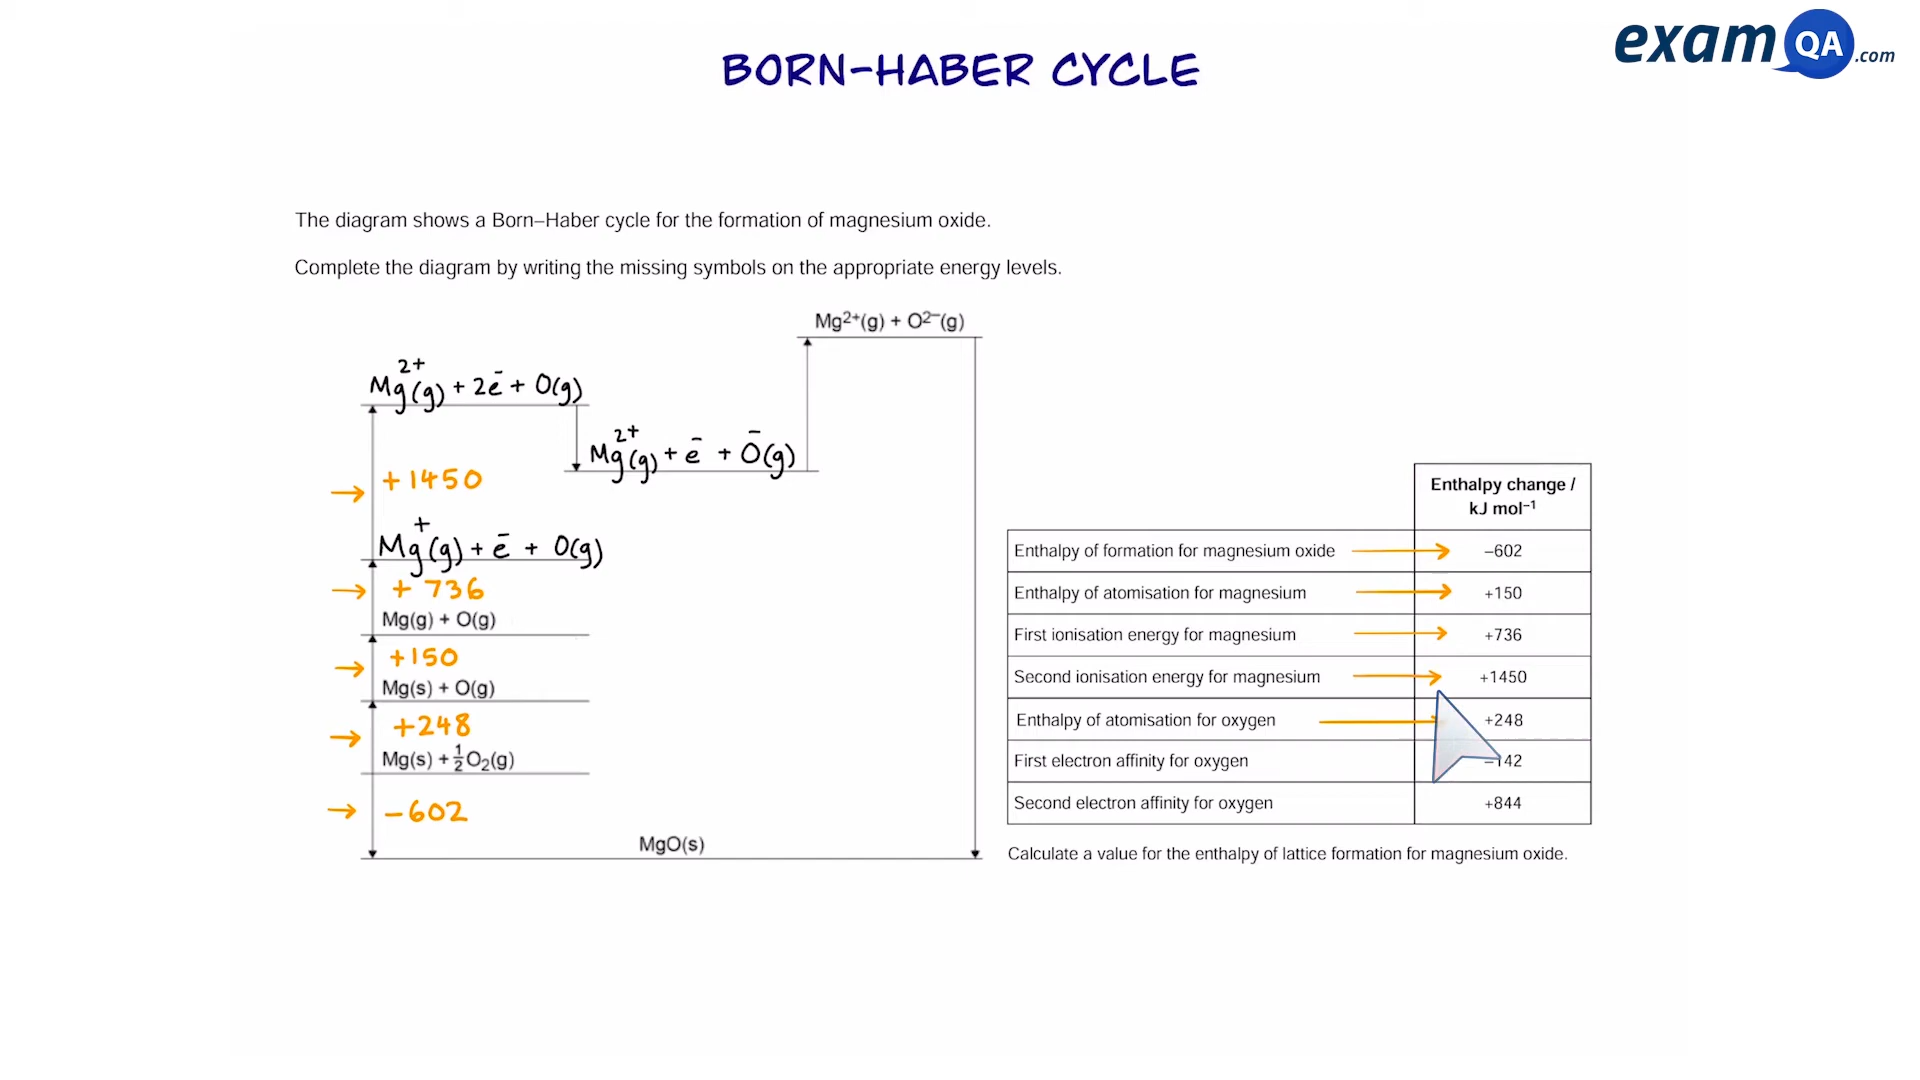 BORN-HABER CYCLE
examQA.com
The diagram shows a Born–Haber cycle for the formation of magnesium oxide.
Complete the diagram by writing the missing symbols on the appropriate energy levels.
Mg²⁺(g) + O²⁻(g)
Mg²⁺(g) + 2e⁻ + O(g)
Mg²⁺(g) + e⁻ + O⁻(g)
→ +1450
Mg⁺(g) + e⁻ + O(g)
→ +736
Mg(g) + O(g)
→ +150
Mg(s) + O(g)
→ +248
Mg(s) + ½O₂(g)
→ −602
MgO(s)
Enthalpy change / kJ mol⁻¹
Enthalpy of formation for magnesium oxide → –602
Enthalpy of atomisation for magnesium → +150
First ionisation energy for magnesium → +736
Second ionisation energy for magnesium → +1450
Enthalpy of atomisation for oxygen → +248
First electron affinity for oxygen –142
Second electron affinity for oxygen +844
Calculate a value for the enthalpy of lattice formation for magnesium oxide.